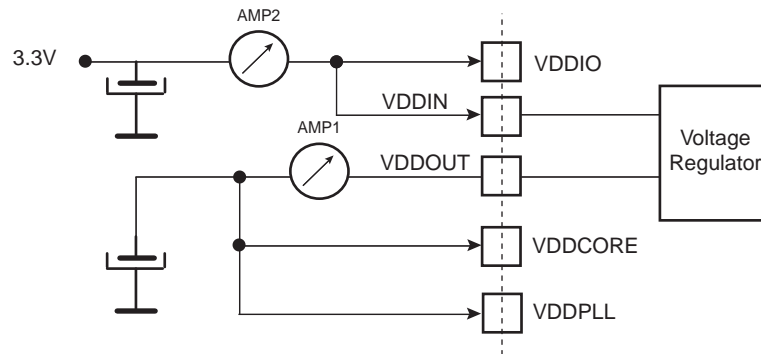 AMP2
3.3V
VDDIO
VDDIN
AMP1
VDDOUT
Voltage
Regulator
VDDCORE
VDDPLL